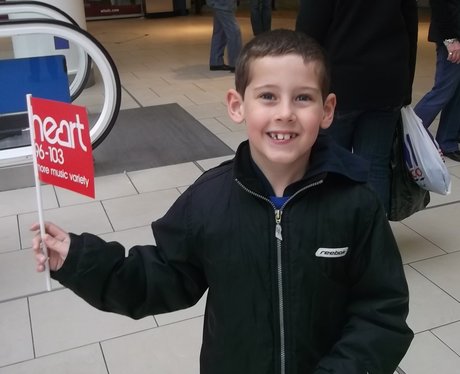 heart
96-103
more music variety
Reebok